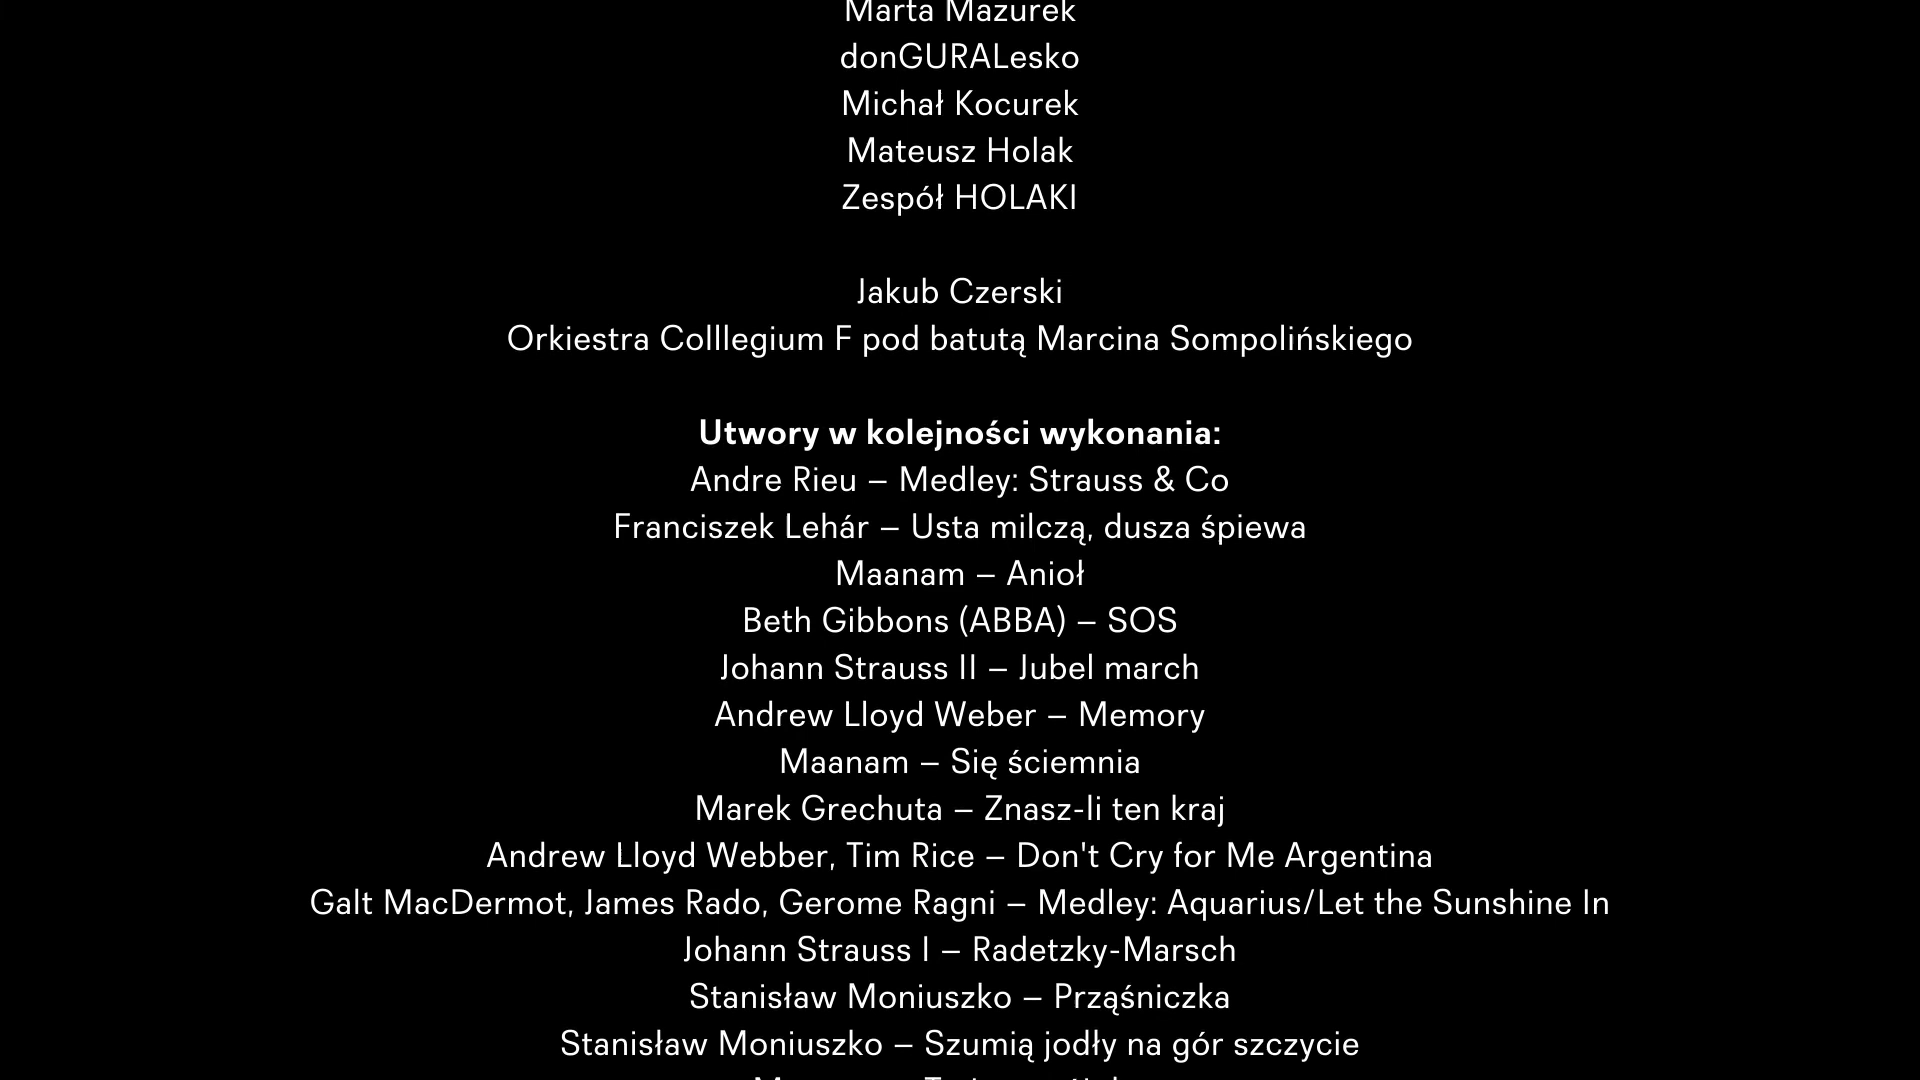 Marta Mazurek
donGURALesko
Michał Kocurek
Mateusz Holak
Zespół HOLAKI
Jakub Czerski
Orkiestra Colllegium F pod batutą Marcina Sompolińskiego
Utwory w kolejności wykonania:
Andre Rieu – Medley: Strauss & Co
Franciszek Lehár – Usta milczą, dusza śpiewa
Maanam – Anioł
Beth Gibbons (ABBA) – SOS
Johann Strauss II – Jubel march
Andrew Lloyd Weber – Memory
Maanam – Się ściemnia
Marek Grechuta – Znasz-li ten kraj
Andrew Lloyd Webber, Tim Rice – Don't Cry for Me Argentina
Galt MacDermot, James Rado, Gerome Ragni – Medley: Aquarius/Let the Sunshine In
Johann Strauss I – Radetzky-Marsch
Stanisław Moniuszko – Prząśniczka
Stanisław Moniuszko – Szumią jodły na gór szczycie